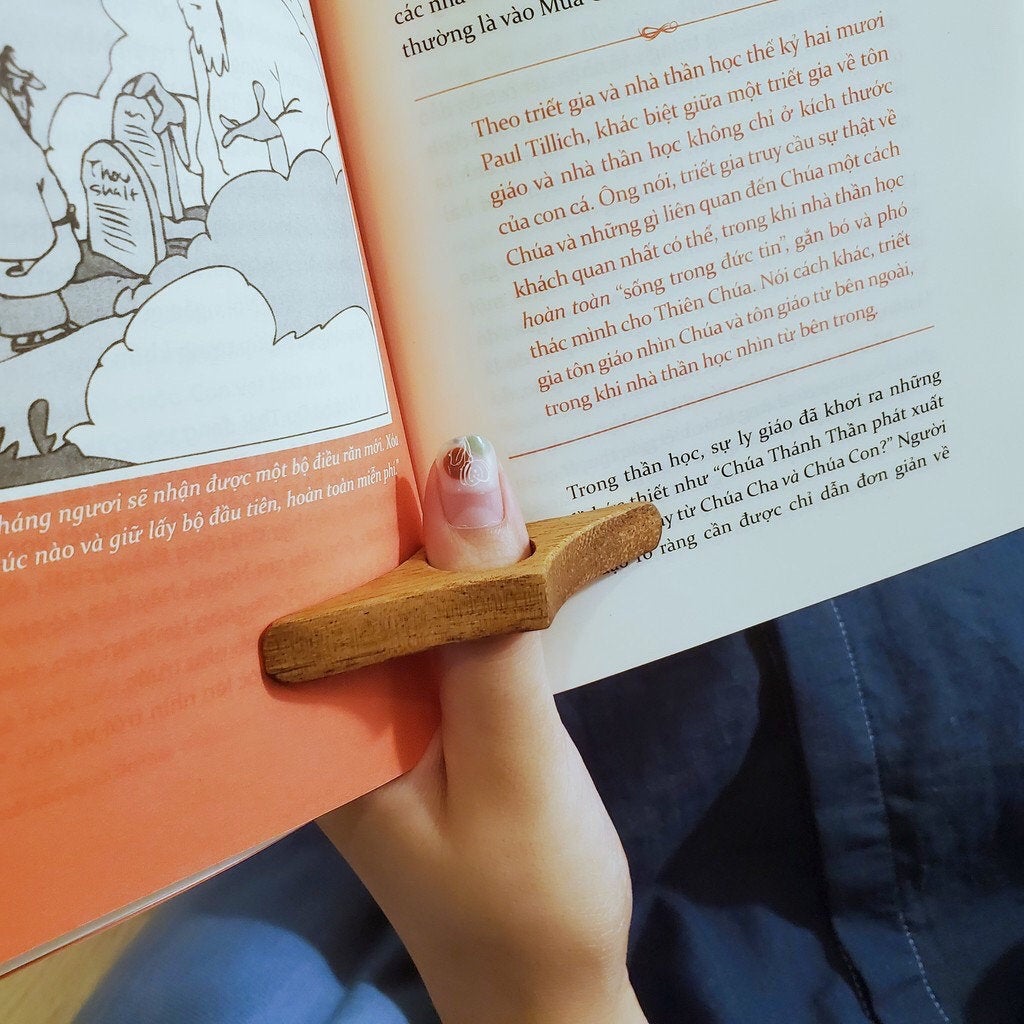 Thou
shalt
háng ngươi sẽ nhận được một bộ điều răn mới. Xóa
úc nào và giữ lấy bộ đầu tiên, hoàn toàn miễn phí."
các nhà
thường là vào Mùa
Theo triết gia và nhà thần học thế kỷ hai mươi
Paul Tillich, khác biệt giữa một triết gia về tôn
giáo và nhà thần học không chỉ ở kích thước
của con cá. Ông nói, triết gia truy cầu sự thật về
Chúa và những gì liên quan đến Chúa một cách
khách quan nhất có thể, trong khi nhà thần học
hoàn toàn “sống trong đức tin”, gắn bó và phó
thác mình cho Thiên Chúa. Nói cách khác, triết
gia tôn giáo nhìn Chúa và tôn giáo từ bên ngoài,
trong khi nhà thần học nhìn từ bên trong.
Trong thần học, sự ly giáo đã khơi ra những
thiết như “Chúa Thánh Thần phát xuất
từ Chúa Cha và Chúa Con?” Người
rõ ràng cần được chỉ dẫn đơn giản về